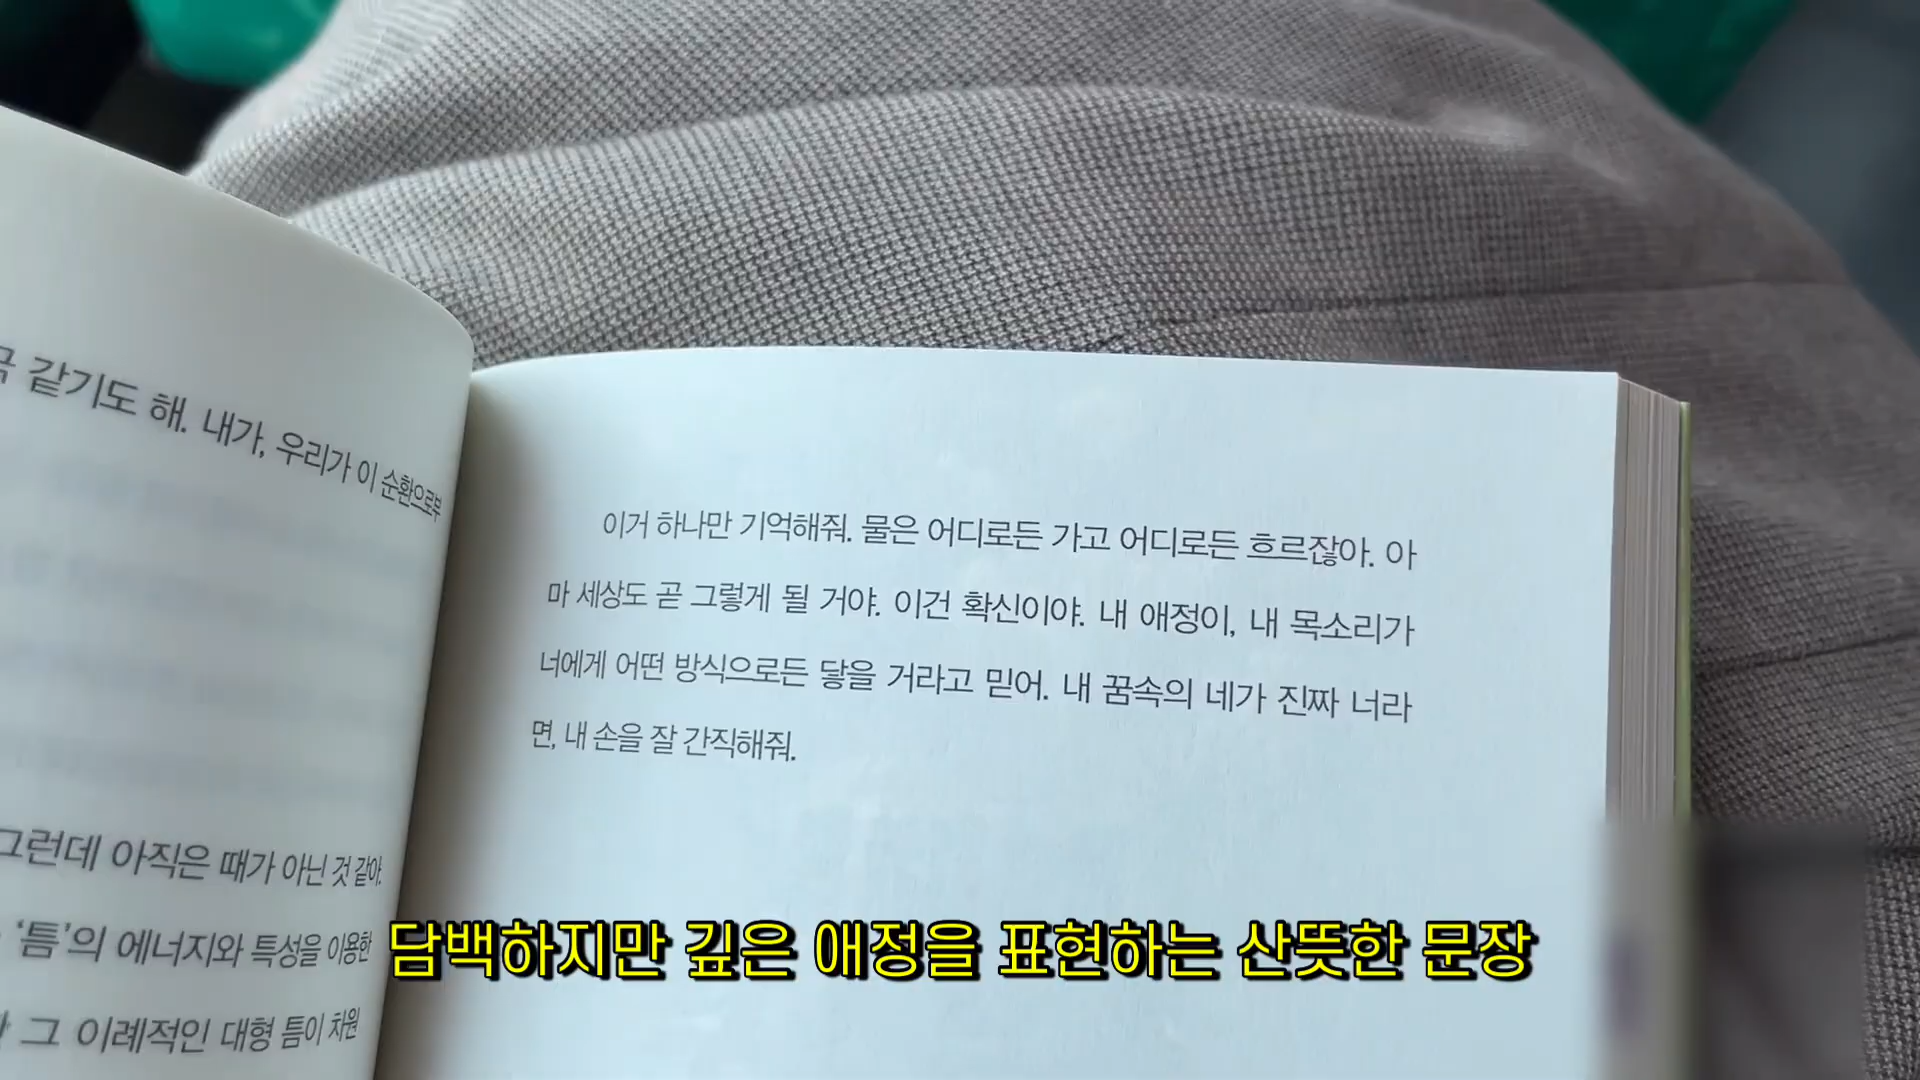 같기도 해. 내가, 우리가 이 순환으로부
그런데 아직은 때가 아닌 것 같아.
'틈'의 에너지와 특성을 이용한
그 이례적인 대형 틈이 차원
이거 하나만 기억해줘. 물은 어디로든 가고 어디로든 흐르잖아. 아
마 세상도 곧 그렇게 될 거야. 이건 확신이야. 내 애정이, 내 목소리가
너에게 어떤 방식으로든 닿을 거라고 믿어. 내 꿈속의 네가 진짜 너라
면, 내 손을 잘 간직해줘.
담백하지만 깊은 애정을 표현하는 산뜻한 문장